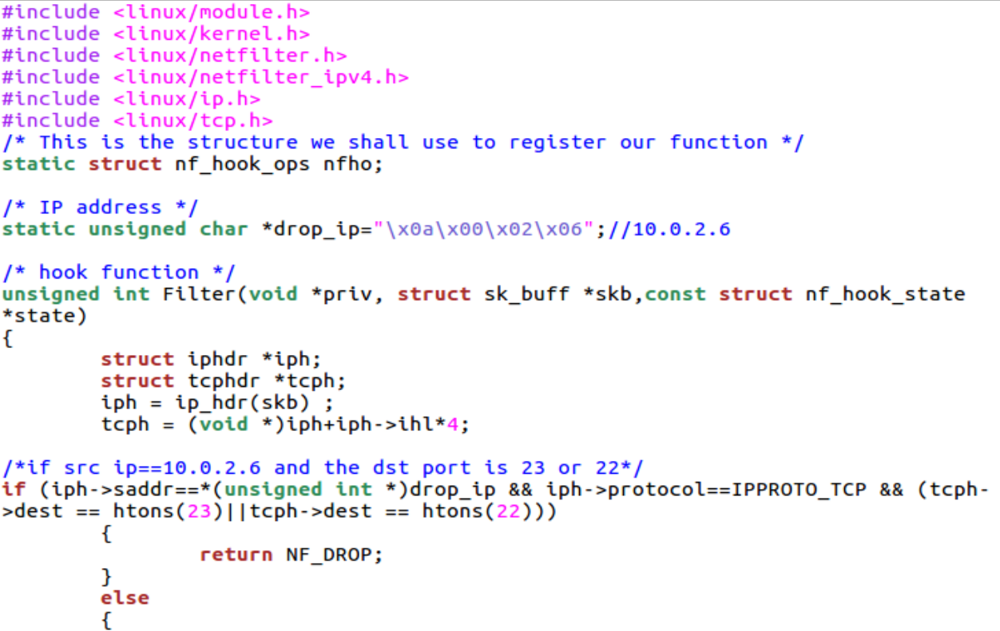 #include <linux/module.h>
#include <linux/kernel.h>
#include <linux/netfilter.h>
#include <linux/netfilter_ipv4.h>
#include <linux/ip.h>
#include <linux/tcp.h>
/* This is the structure we shall use to register our function */
static struct nf_hook_ops nfho;

/* IP address */
static unsigned char *drop_ip="\x0a\x00\x02\x06";//10.0.2.6

/* hook function */
unsigned int Filter(void *priv, struct sk_buff *skb,const struct nf_hook_state
*state)
{
        struct iphdr *iph;
        struct tcphdr *tcph;
        iph = ip_hdr(skb) ;
        tcph = (void *)iph+iph->ihl*4;

/*if src ip==10.0.2.6 and the dst port is 23 or 22*/
if (iph->saddr==*(unsigned int *)drop_ip && iph->protocol==IPPROTO_TCP && (tcph-
>dest == htons(23)||tcph->dest == htons(22)))
        {
                return NF_DROP;
        }
        else
        {